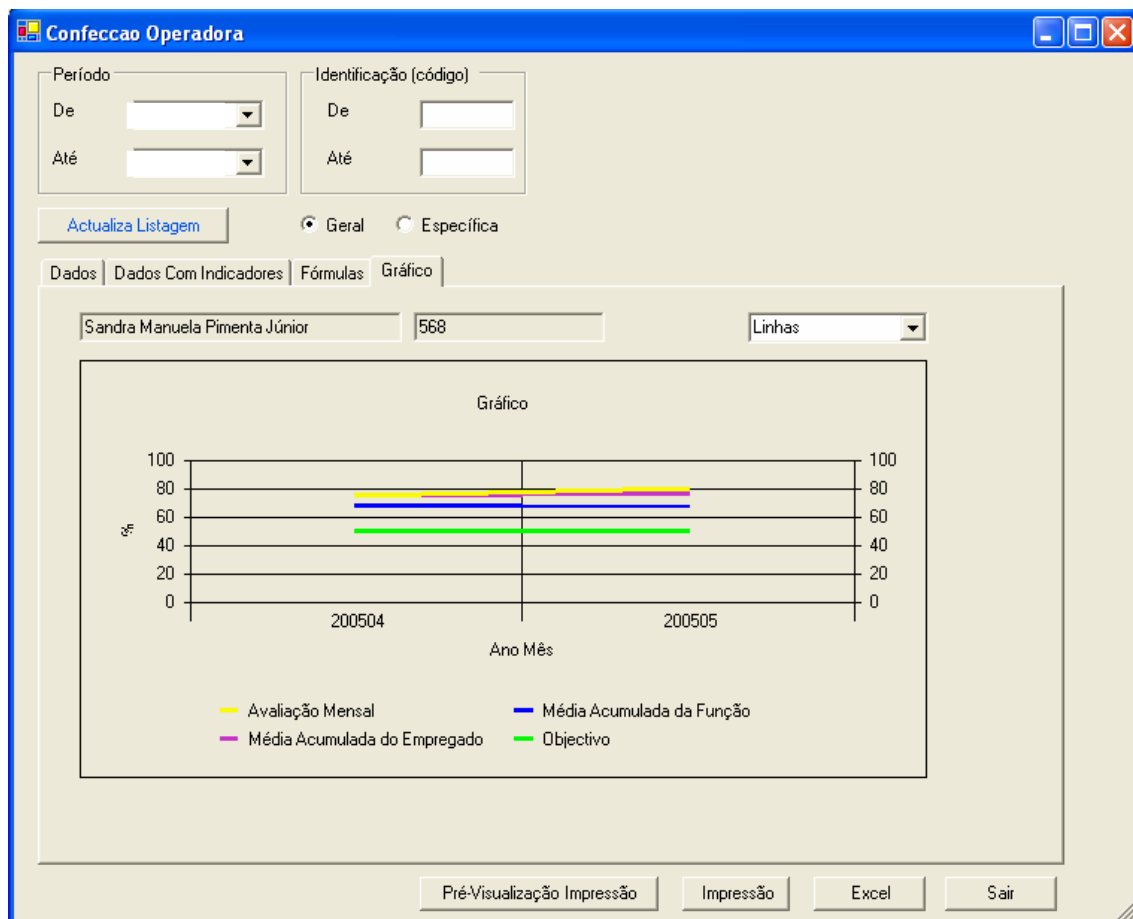 Confeccao Operadora
Período
Identificação (código)
De
De
Até
Até
Actualiza Listagem
Geral
Específica
Dados
Dados Com Indicadores
Fórmulas
Gráfico
Sandra Manuela Pimenta Júnior
568
Linhas
Gráfico
100
100
80
80
60
60
%
40
40
20
20
0
0
200504
200505
Ano Mês
Avaliação Mensal
Média Acumulada da Função
Média Acumulada do Empregado
Objectivo
Pré-Visualização Impressão
Impressão
Excel
Sair